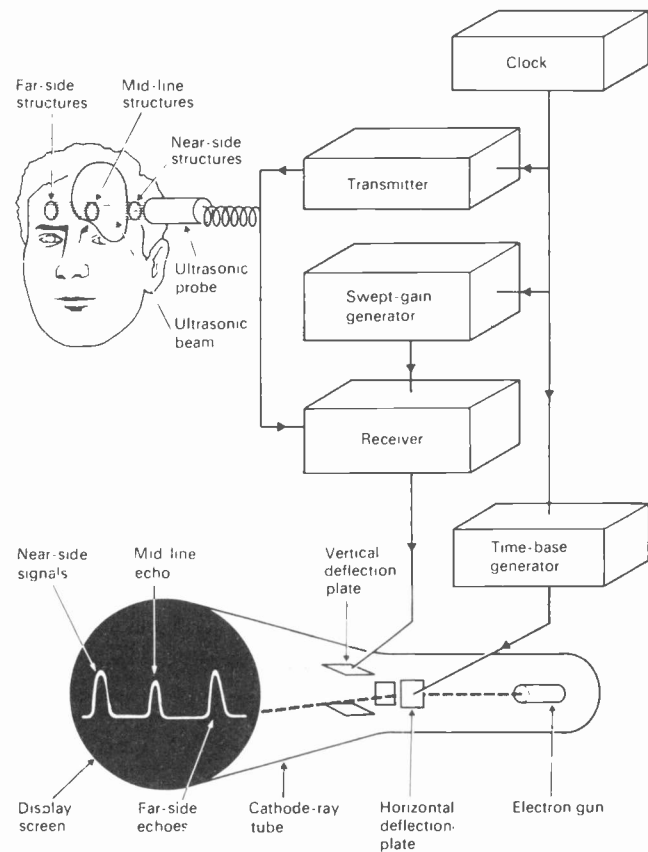 Clock
Far-side
structures
Mid-line
structures
Near-side
structures
Transmitter
Ultrasonic
probe
Ultrasonic
beam
Swept-gain
generator
Receiver
Near-side
signals
Mid line
echo
Vertical
deflection
plate
Time-base
generator
Display
screen
Far-side
echoes
Cathode-ray
tube
Horizontal
deflection-
plate
Electron gun